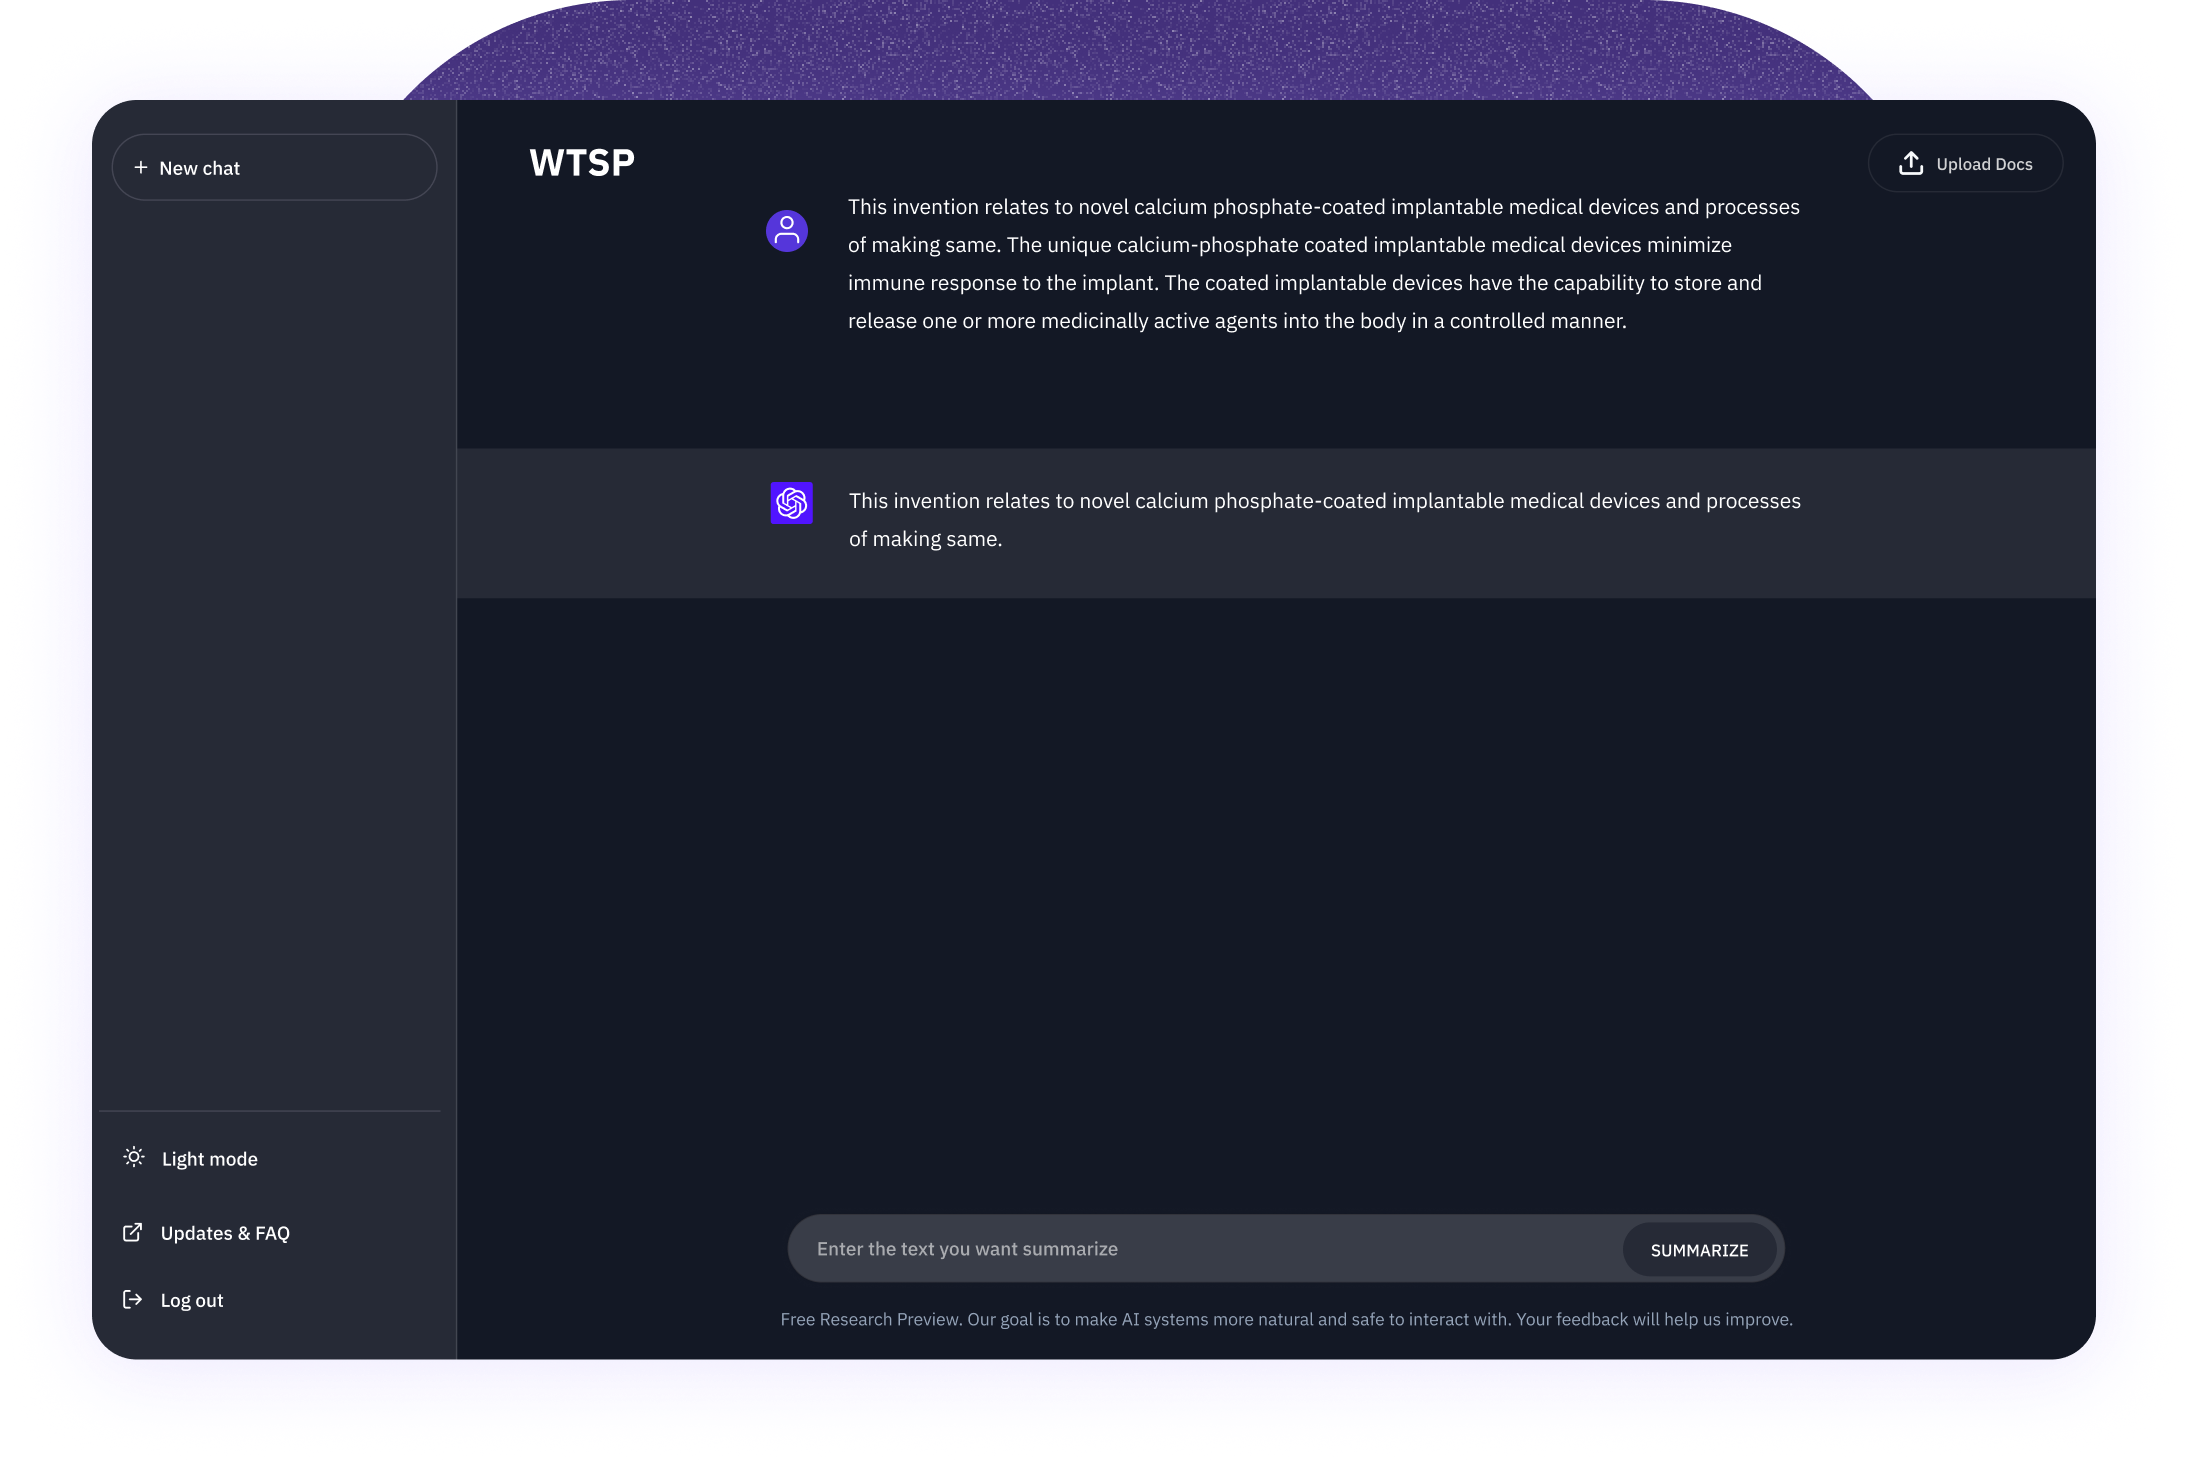 New chat
WTSP
Upload Docs
This invention relates to novel calcium phosphate-coated implantable medical devices and processes
of making same. The unique calcium-phosphate coated implantable medical devices minimize
immune response to the implant. The coated implantable devices have the capability to store and
release one or more medicinally active agents into the body in a controlled manner.
This invention relates to novel calcium phosphate-coated implantable medical devices and processes
of making same.
Light mode
Updates & FAQ
Log out
Enter the text you want summarize
SUMMARIZE
Free Research Preview. Our goal is to make AI systems more natural and safe to interact with. Your feedback will help us improve.